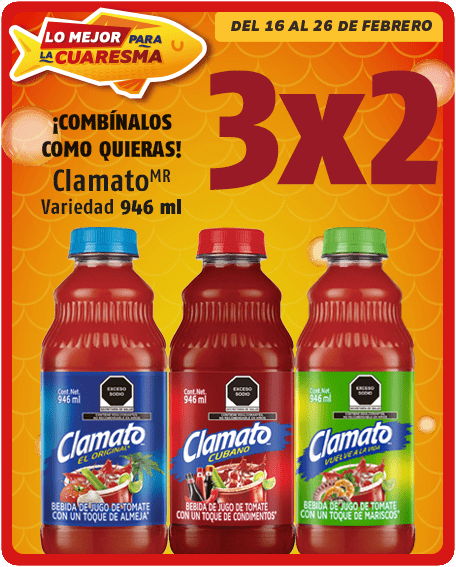 LO MEJOR PARA
LA CUARESMA
DEL 16 AL 26 DE FEBRERO
3x2
¡COMBÍNALOS
COMO QUIERAS!
Clamato MR
Variedad 946 ml
Cont. Net.
946 ml
EXCESO
SODIO
Clamato
EL ORIGINAL
BEBIDA DE JUGO DE TOMATE
CON UN TOQUE DE ALMEJA*
Cont. Net.
946 ml
EXCESO
SODIO
Clamato
CUBANO
BEBIDA DE JUGO DE TOMATE
CON UN TOQUE DE CONDIMENTOS*
Cont. Net.
946 ml
EXCESO
SODIO
Clamato
VUELVE A LA VIDA
BEBIDA DE JUGO DE TOMATE
CON UN TOQUE DE MARISCOS*